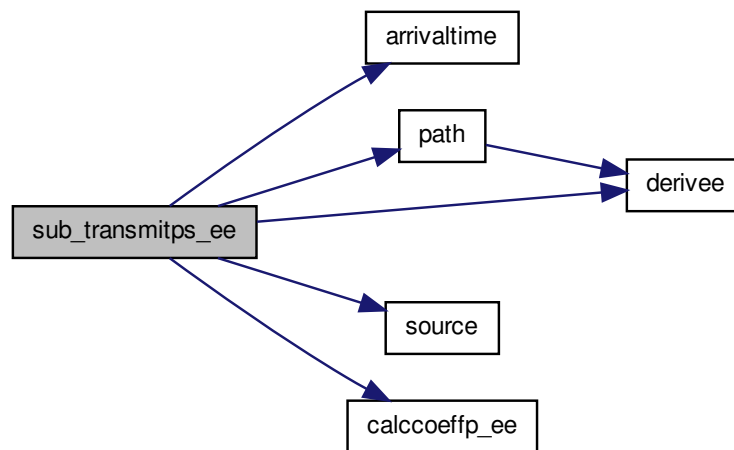 arrivaltime
path
derivee
sub_transmitps_ee
source
calccoeffp_ee